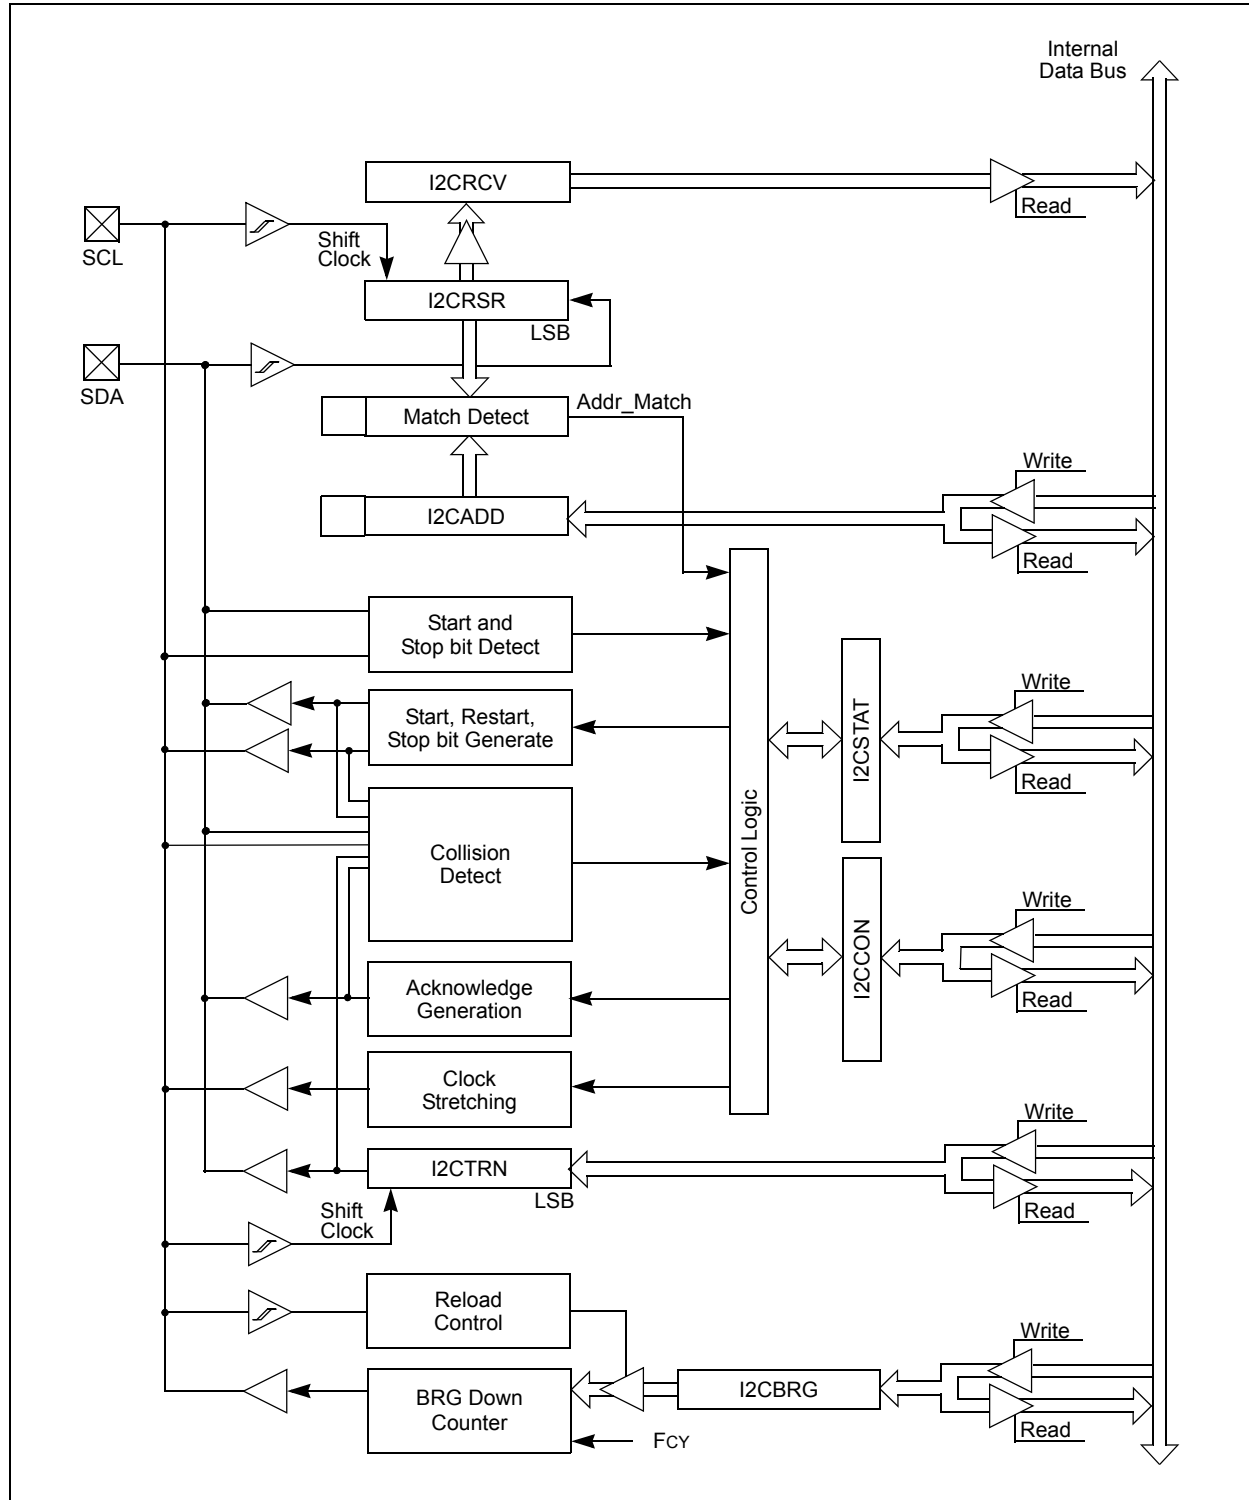 Internal
Data Bus
I2CRCV
Read
SCL
Shift
Clock
I2CRSR
LSB
SDA
Addr_Match
Match Detect
Write
I2CADD
Read
Start and
Stop bit Detect
Write
Start, Restart,
Stop bit Generate
I2CSTAT
Read
Control Logic
Collision
Detect
Write
I2CCON
Acknowledge
Generation
Read
Clock
Stretching
Write
I2CTRN
LSB
Shift
Clock
Read
Reload
Control
Write
I2CBRG
BRG Down
Counter
Read
FCY